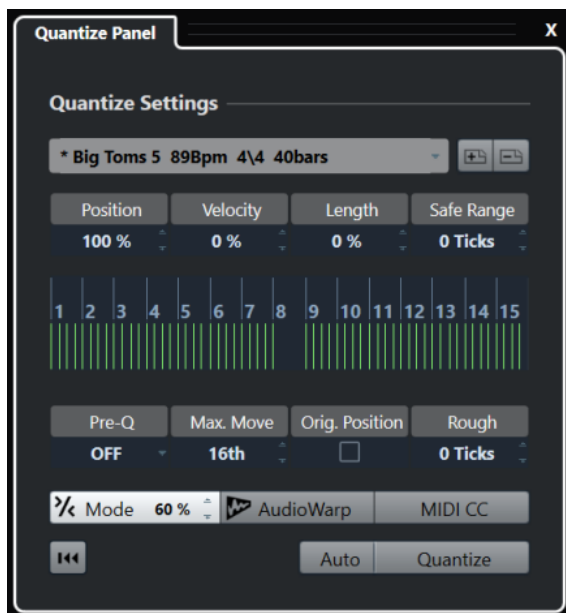 Quantize Panel X
Quantize Settings
* Big Toms 5 89Bpm 4\4 40bars
Position Velocity Length Safe Range
100 % 0 % 0 % 0 Ticks
1 2 3 4 5 6 7 8 9 10 11 12 13 14 15
Pre-Q Max. Move Orig. Position Rough
OFF 16th 0 Ticks
Mode 60 % AudioWarp MIDI CC
Auto Quantize